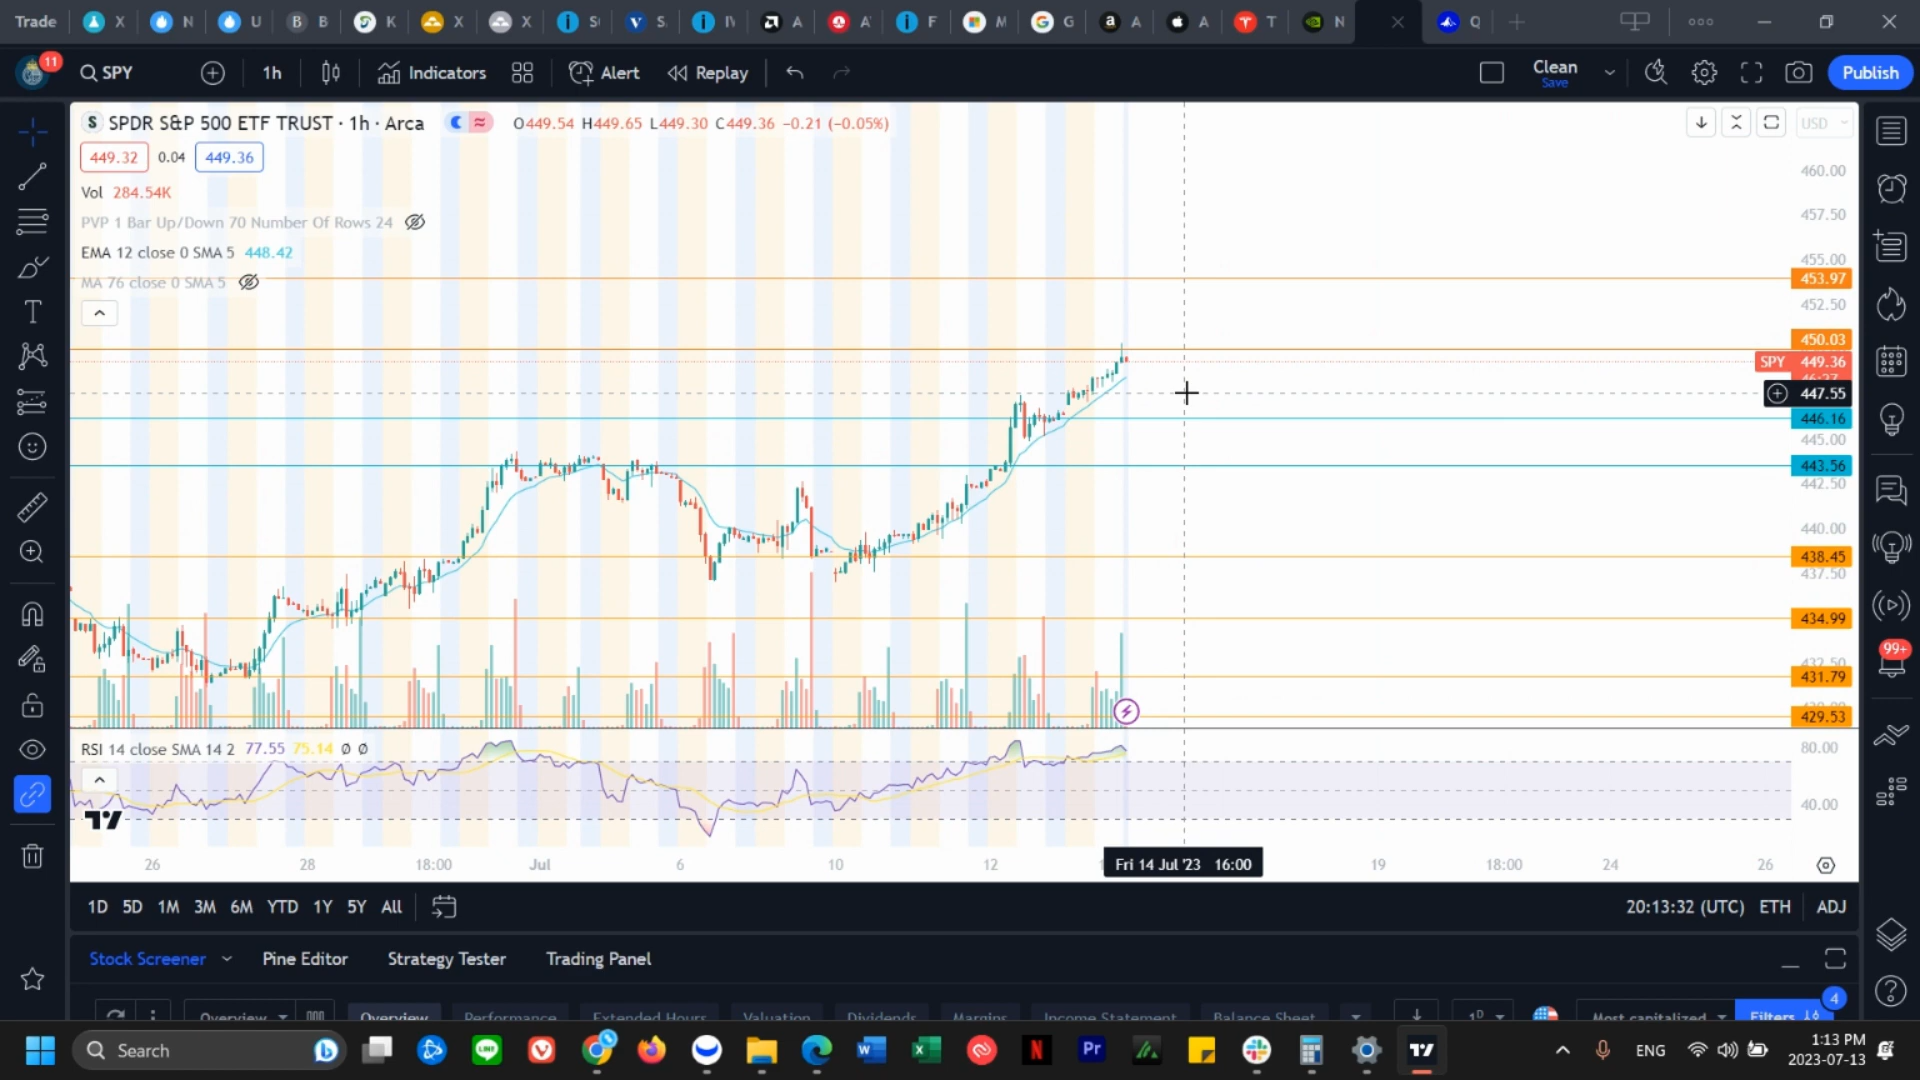 Trade X N U B B K X X S V S. I A A F M G A A T N Q
11 SPY 1h Indicators Alert Replay Clean Save Publish
S SPDR S&P 500 ETF TRUST · 1h · Arca O449.54 H449.65 L449.30 C449.36 −0.21 (−0.05%) USD
449.32 0.04 449.36
Vol 284.54K
PVP 1 Bar Up/Down 70 Number Of Rows 24
EMA 12 close 0 SMA 5 448.42
MA 76 close 0 SMA 5
460.00
457.50
455.00
453.97
452.50
450.03
SPY 449.36
447.55
446.16
445.00
443.56
442.50
440.00
438.45
437.50
434.99
432.50
431.79
429.53
99+
RSI 14 close SMA 14 2 77.55 75.14 Ø Ø
80.00
40.00
26 28 18:00 Jul 6 10 12 Fri 14 Jul '23 16:00 19 18:00 24 26
1D 5D 1M 3M 6M YTD 1Y 5Y All 20:13:32 (UTC) ETH ADJ
Stock Screener Pine Editor Strategy Tester Trading Panel
4
Overview Overview Performance Extended Hours Valuation Dividends Margins Income Statement Balance Sheet 1D Most capitalized Filters
Search ENG 1:13 PM
2023-07-13